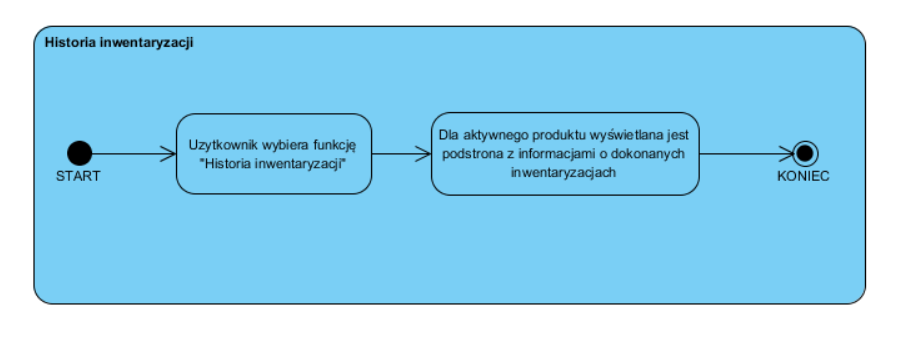 Historia inwentaryzacji
START
Uzytkownik wybiera funkcję
"Historia inwentaryzacji"
Dla aktywnego produktu wyświetlana jest
podstrona z informacjami o dokonanych
inwentaryzacjach
KONIEC